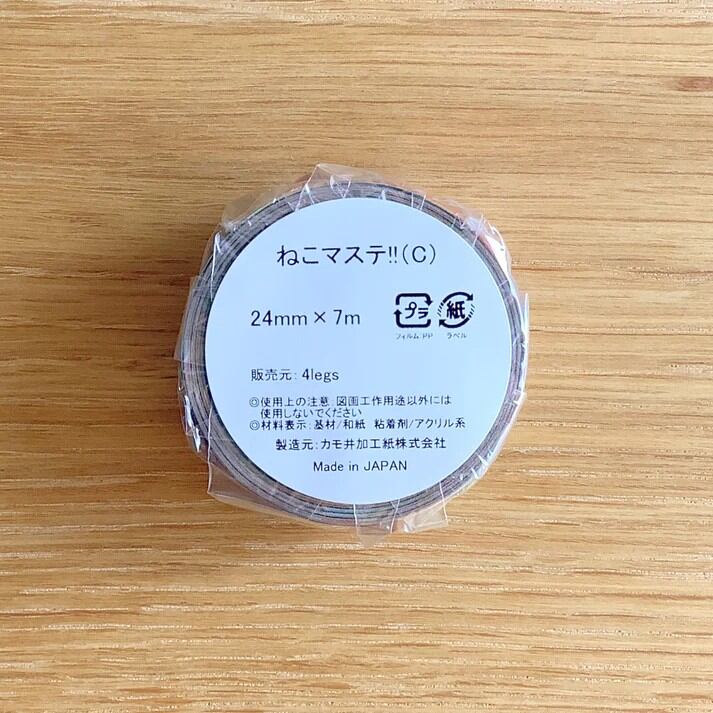 ねこマステ!!(C)
24mm×7m
プラ 紙
フィルム:PP ラベル
販売元:4legs
◎使用上の注意:図画工作用途以外には
使用しないでください
◎材料表示:基材/和紙 粘着剤/アクリル系
製造元:カモ井加工紙株式会社
Made in JAPAN